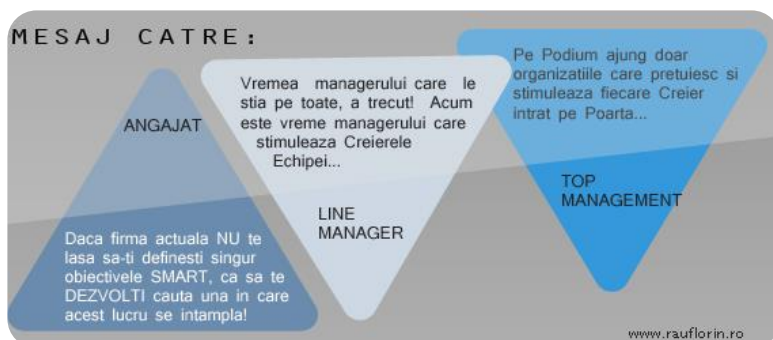 MESAJ CATRE:
ANGAJAT
Daca firma actuala NU te
lasa sa-ti definesti singur
obiectivele SMART, ca sa te
DEZVOLTI cauta una in care
acest lucru se intampla!
Vremea managerului care le
stia pe toate, a trecut! Acum
este vreme managerului care
stimuleaza Creierele
Echipei...
LINE
MANAGER
Pe Podium ajung doar
organizatiile care pretuiesc si
stimuleaza fiecare Creier
intrat pe Poarta...
TOP
MANAGEMENT
www.rauflorin.ro